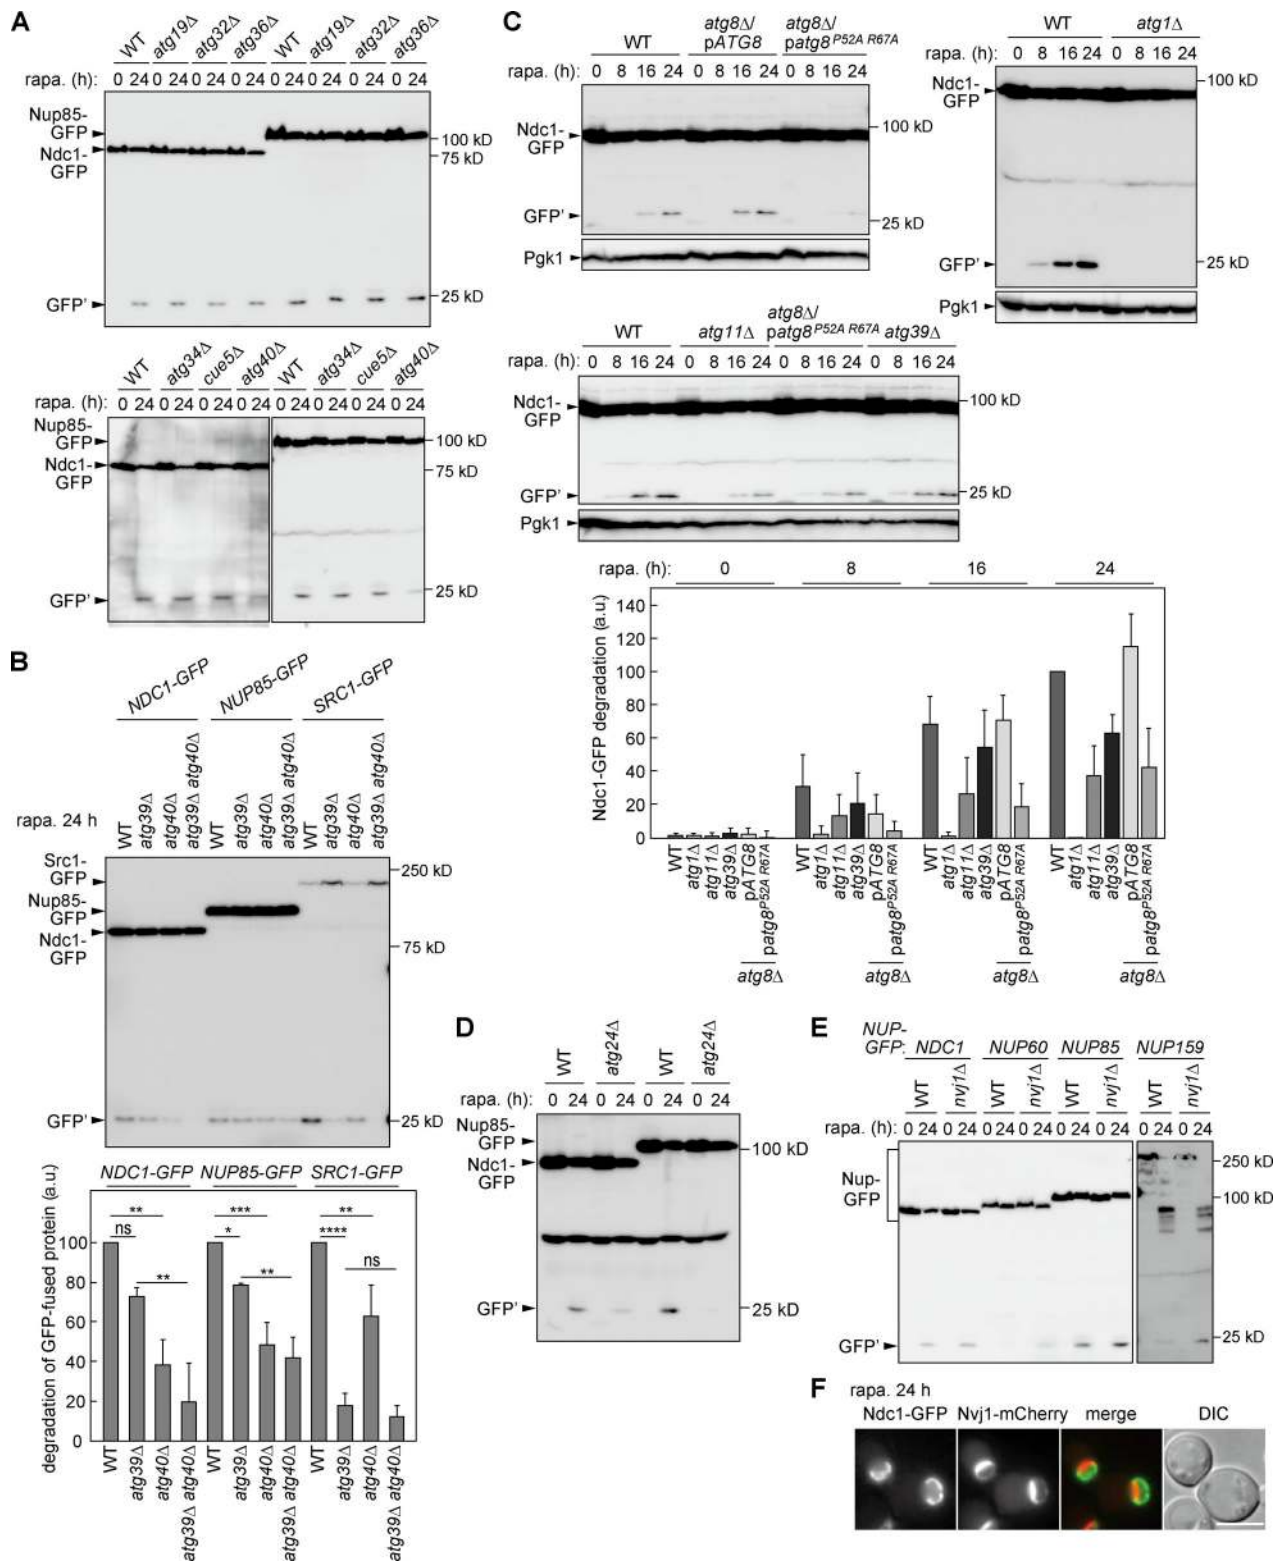 A
WT atg19Δ atg32Δ atg36Δ WT atg19Δ atg32Δ atg36Δ
rapa. (h): 0 24 0 24 0 24 0 24 0 24 0 24 0 24 0 24
Nup85-
GFP
Ndc1-
GFP
100 kD
75 kD
GFP'
25 kD
WT atg34Δ cue5Δ atg40Δ WT atg34Δ cue5Δ atg40Δ
rapa. (h): 0 24 0 24 0 24 0 24 0 24 0 24 0 24 0 24
Nup85-
GFP
Ndc1-
GFP
100 kD
75 kD
GFP'
25 kD
B
NDC1-GFP NUP85-GFP SRC1-GFP
rapa. 24 h
WT atg39Δ atg40Δ atg39Δ atg40Δ WT atg39Δ atg40Δ atg39Δ atg40Δ WT atg39Δ atg40Δ atg39Δ atg40Δ
Src1-
GFP
Nup85-
GFP
Ndc1-
GFP
250 kD
75 kD
GFP'
25 kD
NDC1-GFP NUP85-GFP SRC1-GFP
degradation of GFP-fused protein (a.u.)
100
80
60
40
20
0
** ns **
*** * **
** **** ns
WT atg39Δ atg40Δ atg39Δ atg40Δ WT atg39Δ atg40Δ atg39Δ atg40Δ WT atg39Δ atg40Δ atg39Δ atg40Δ
C
WT atg8Δ/ pATG8 atg8Δ/ patg8P52A R67A
rapa. (h): 0 8 16 24 0 8 16 24 0 8 16 24
Ndc1-
GFP
100 kD
GFP'
25 kD
Pgk1
WT atg1Δ
rapa. (h): 0 8 16 24 0 8 16 24
Ndc1-
GFP
100 kD
GFP'
25 kD
Pgk1
WT atg11Δ atg8Δ/ patg8P52A R67A atg39Δ
rapa. (h): 0 8 16 24 0 8 16 24 0 8 16 24 0 8 16 24
Ndc1-
GFP
100 kD
GFP'
25 kD
Pgk1
rapa. (h): 0 8 16 24
Ndc1-GFP degradation (a.u.)
140
120
100
80
60
40
20
0
WT atg1Δ atg11Δ atg39Δ pATG8 patg8P52A R67A WT atg1Δ atg11Δ atg39Δ pATG8 patg8P52A R67A WT atg1Δ atg11Δ atg39Δ pATG8 patg8P52A R67A WT atg1Δ atg11Δ atg39Δ pATG8 patg8P52A R67A
atg8Δ atg8Δ atg8Δ atg8Δ
D
WT atg24Δ WT atg24Δ
rapa. (h): 0 24 0 24 0 24 0 24
Nup85-
GFP
Ndc1-
GFP
100 kD
GFP'
25 kD
E
NUP-
GFP: NDC1 NUP60 NUP85 NUP159
WT nvj1Δ WT nvj1Δ WT nvj1Δ WT nvj1Δ
rapa. (h): 0 24 0 24 0 24 0 24 0 24 0 24 0 24 0 24
Nup-
GFP
250 kD
100 kD
GFP'
25 kD
F
rapa. 24 h
Ndc1-GFP Nvj1-mCherry merge DIC